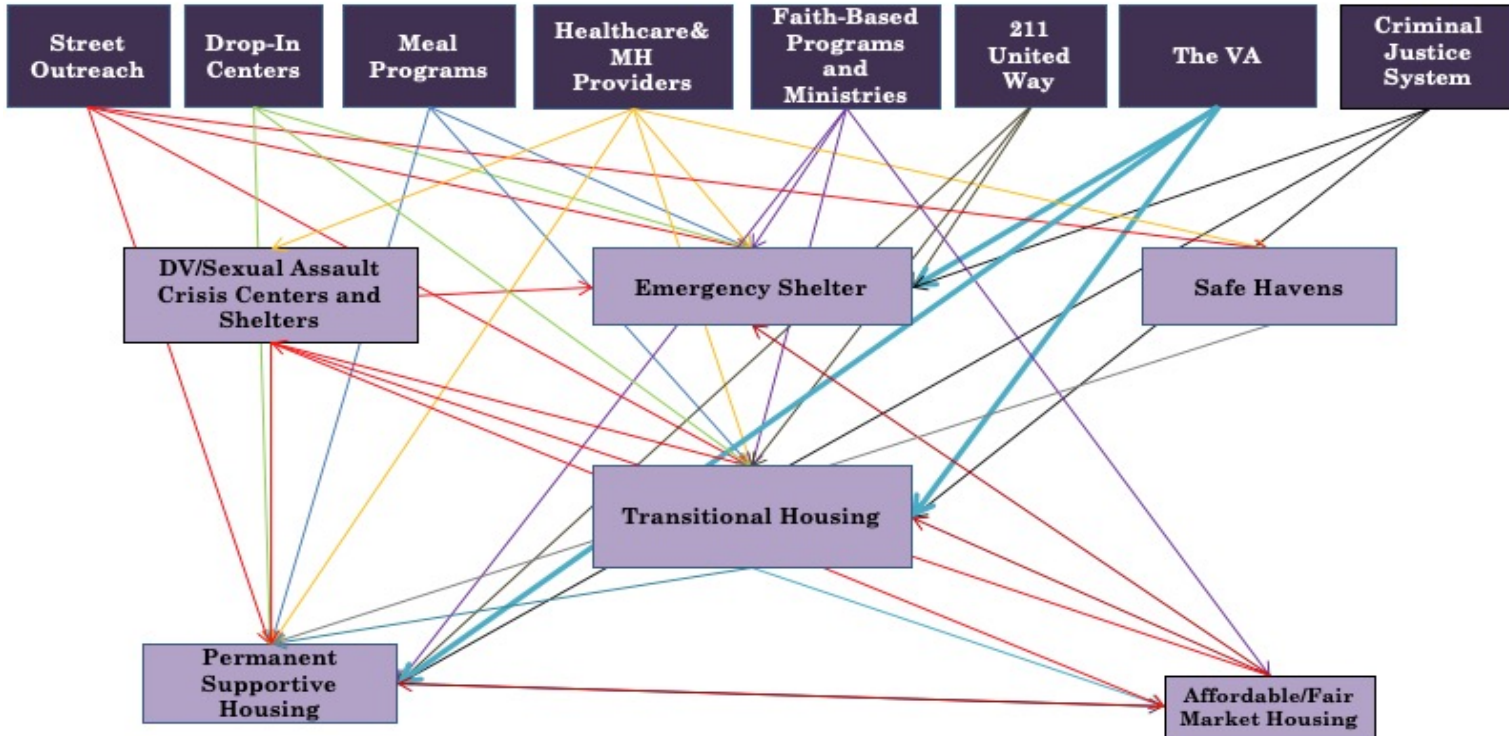 Street
Outreach
Drop-In
Centers
Meal
Programs
Healthcare&
MH
Providers
Faith-Based
Programs
and
Ministries
211
United
Way
The VA
Criminal
Justice
System
DV/Sexual Assault
Crisis Centers and
Shelters
Emergency Shelter
Safe Havens
Transitional Housing
Permanent
Supportive
Housing
Affordable/Fair
Market Housing